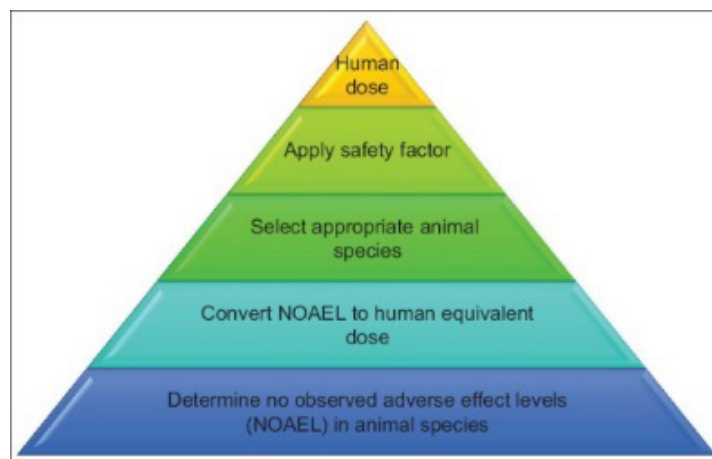 Human
dose
Apply safety factor
Select appropriate animal
species
Convert NOAEL to human equivalent
dose
Determine no observed adverse effect levels
(NOAEL) in animal species